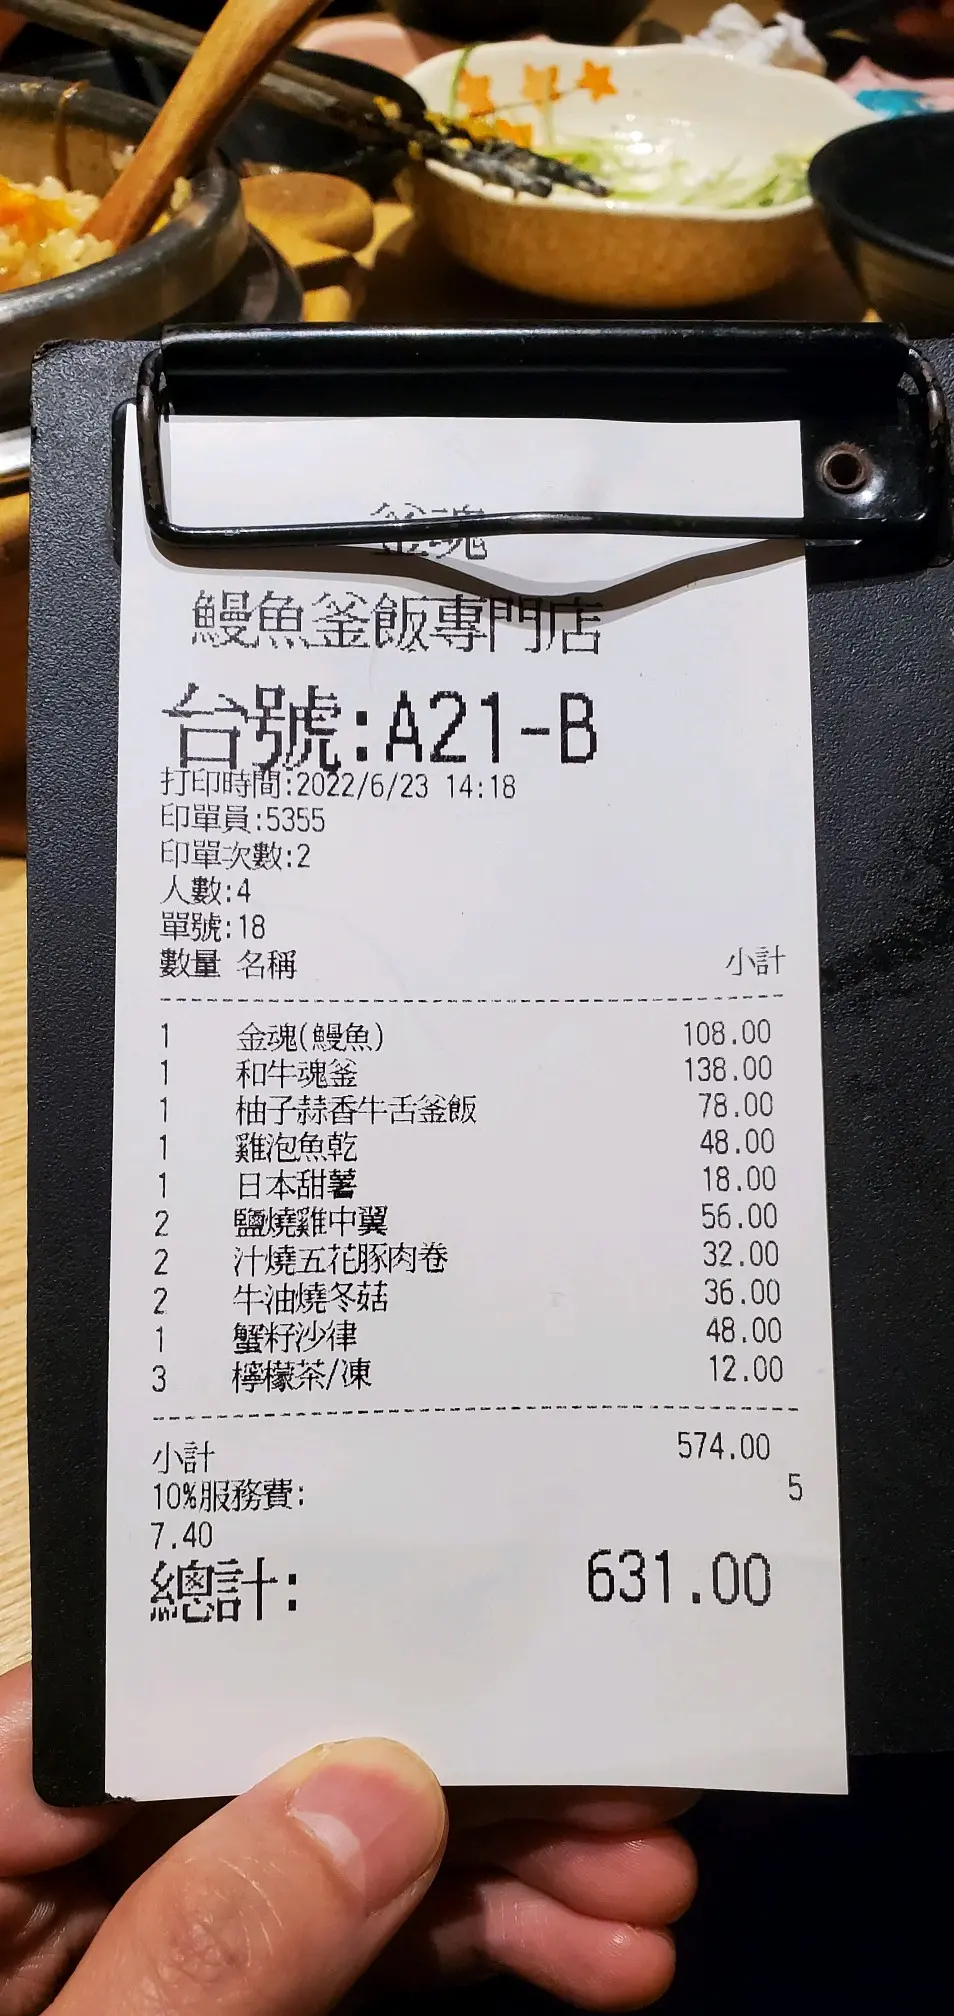 釜魂
鰻魚釜飯專門店
台號:A21-B
打印時間:2022/6/23 14:18
印單員:5355
印單次數:2
人數:4
單號:18
數量 名稱 小計
1 金魂(鰻魚) 108.00
1 和牛魂釜 138.00
1 柚子蒜香牛舌釜飯 78.00
1 雞泡魚乾 48.00
1 日本甜薯 18.00
2 鹽燒雞中翼 56.00
2 汁燒五花豚肉卷 32.00
2 牛油燒冬菇 36.00
1 蟹籽沙律 48.00
3 檸檬茶/凍 12.00
小計 574.00
10%服務費: 5
7.40
總計: 631.00